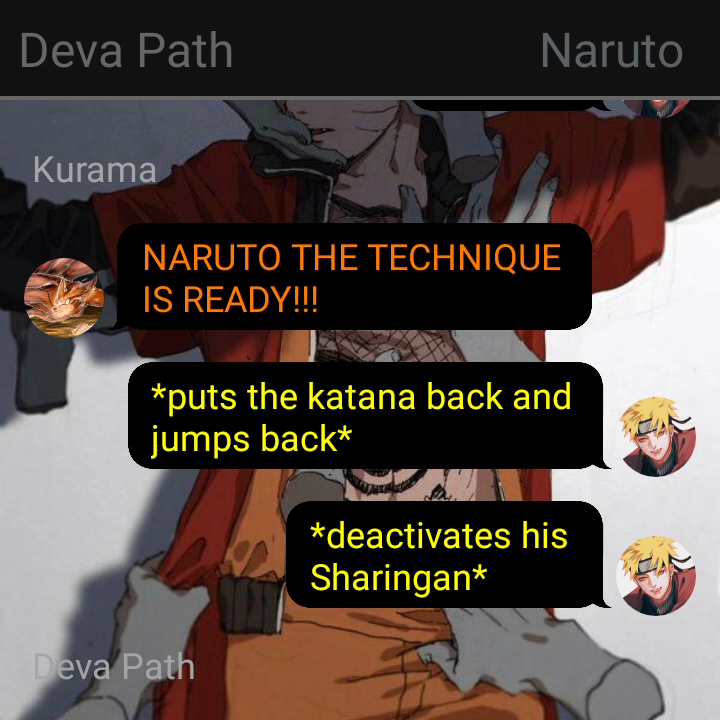 Deva Path
Naruto
Kurama
NARUTO THE TECHNIQUE
IS READY!!!
*puts the katana back and
jumps back*
*deactivates his
Sharingan*
Deva Path